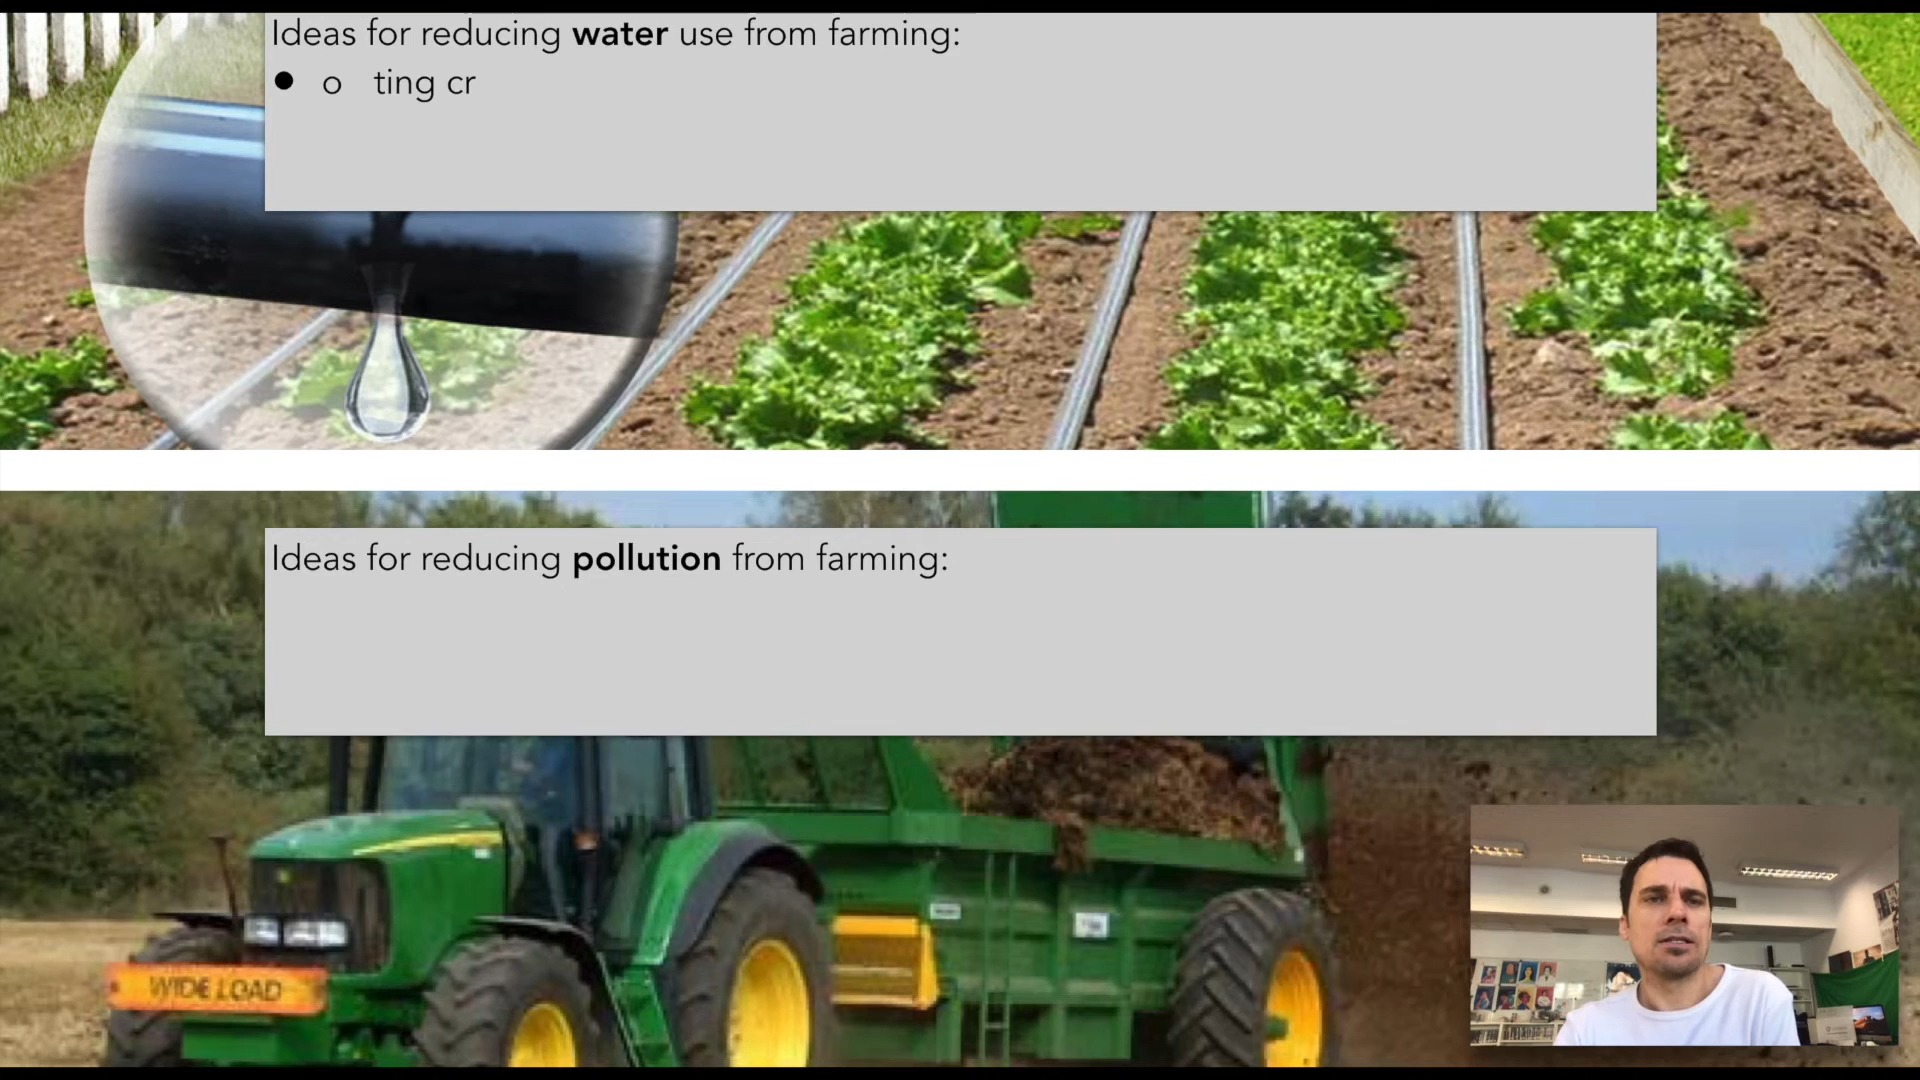 Ideas for reducing water use from farming:
● o ting cr
Ideas for reducing pollution from farming:
WIDE LOAD